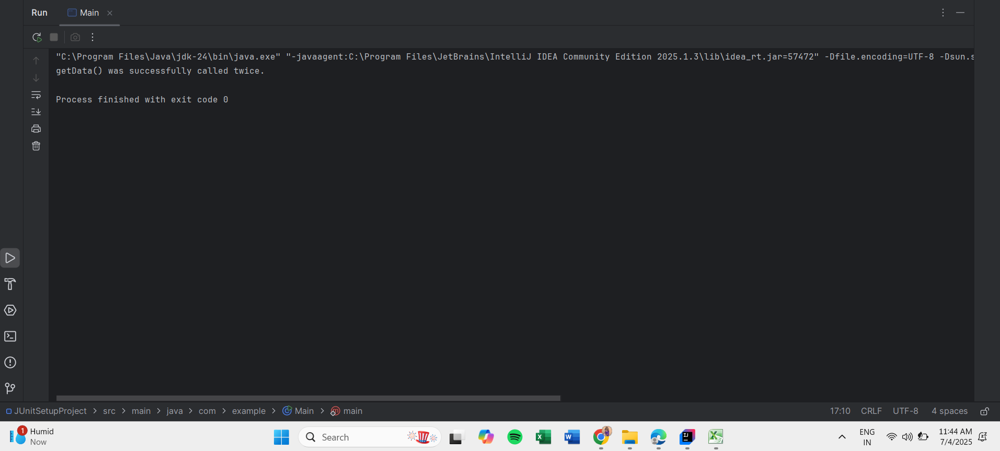 Run Main
"C:\Program Files\Java\jdk-24\bin\java.exe" "-javaagent:C:\Program Files\JetBrains\IntelliJ IDEA Community Edition 2025.1.3\lib\idea_rt.jar=57472" -Dfile.encoding=UTF-8 -Dsun.s
getData() was successfully called twice.
Process finished with exit code 0
JUnitSetupProject > src > main > java > com > example > Main > main 17:10 CRLF UTF-8 4 spaces
1 Humid
Now
Search
ENG
IN
11:44 AM
7/4/2025